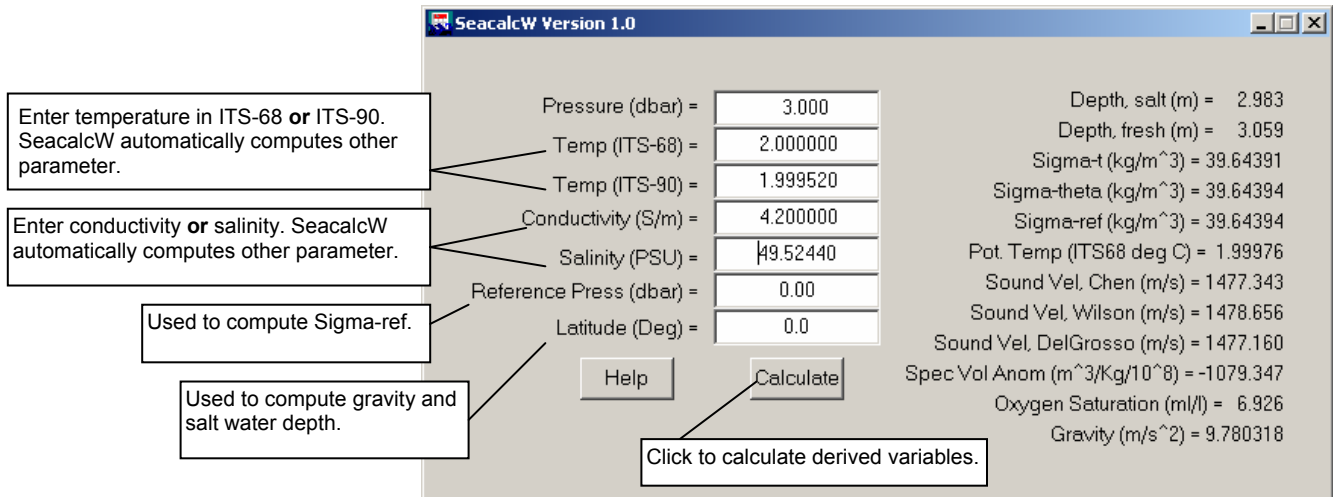 SeacalcW Version 1.0
Enter temperature in ITS-68 or ITS-90.
SeacalcW automatically computes other
parameter.
Enter conductivity or salinity. SeacalcW
automatically computes other parameter.
Used to compute Sigma-ref.
Used to compute gravity and
salt water depth.
Pressure (dbar) = 3.000
Temp (ITS-68) = 2.000000
Temp (ITS-90) = 1.999520
Conductivity (S/m) = 4.200000
Salinity (PSU) = 49.52440
Reference Press (dbar) = 0.00
Latitude (Deg) = 0.0
Help Calculate
Click to calculate derived variables.
Depth, salt (m) = 2.983
Depth, fresh (m) = 3.059
Sigma-t (kg/m^3) = 39.64391
Sigma-theta (kg/m^3) = 39.64394
Sigma-ref (kg/m^3) = 39.64394
Pot. Temp (ITS68 deg C) = 1.99976
Sound Vel, Chen (m/s) = 1477.343
Sound Vel, Wilson (m/s) = 1478.656
Sound Vel, DelGrosso (m/s) = 1477.160
Spec Vol Anom (m^3/Kg/10^8) = -1079.347
Oxygen Saturation (ml/l) = 6.926
Gravity (m/s^2) = 9.780318